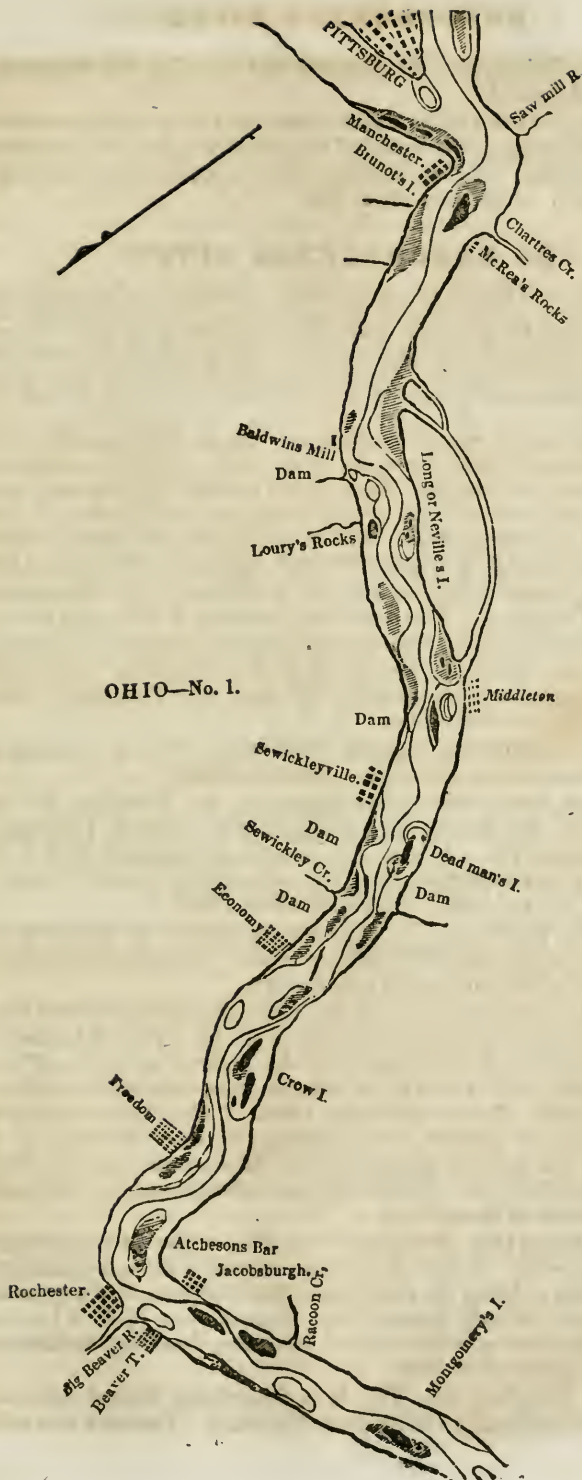 PITTSBURG
Saw mill R
Manchester.
Brunot's I.
Chartres Cr.
McRea's Rocks
Baldwins Mill
Dam
Long or Neville s I.
Loury's Rocks
OHIO—No. 1.
Middleton
Dam
Sewickleyville.
Dam
Dead man's I.
Sewickley Cr.
Dam
Dam
Economy
Crow I.
Freedom
Atchesons Bar
Jacobsburgh.
Racoon Cr,
Rochester.
Big Beaver R.
Beaver T.
Montgomery's I.